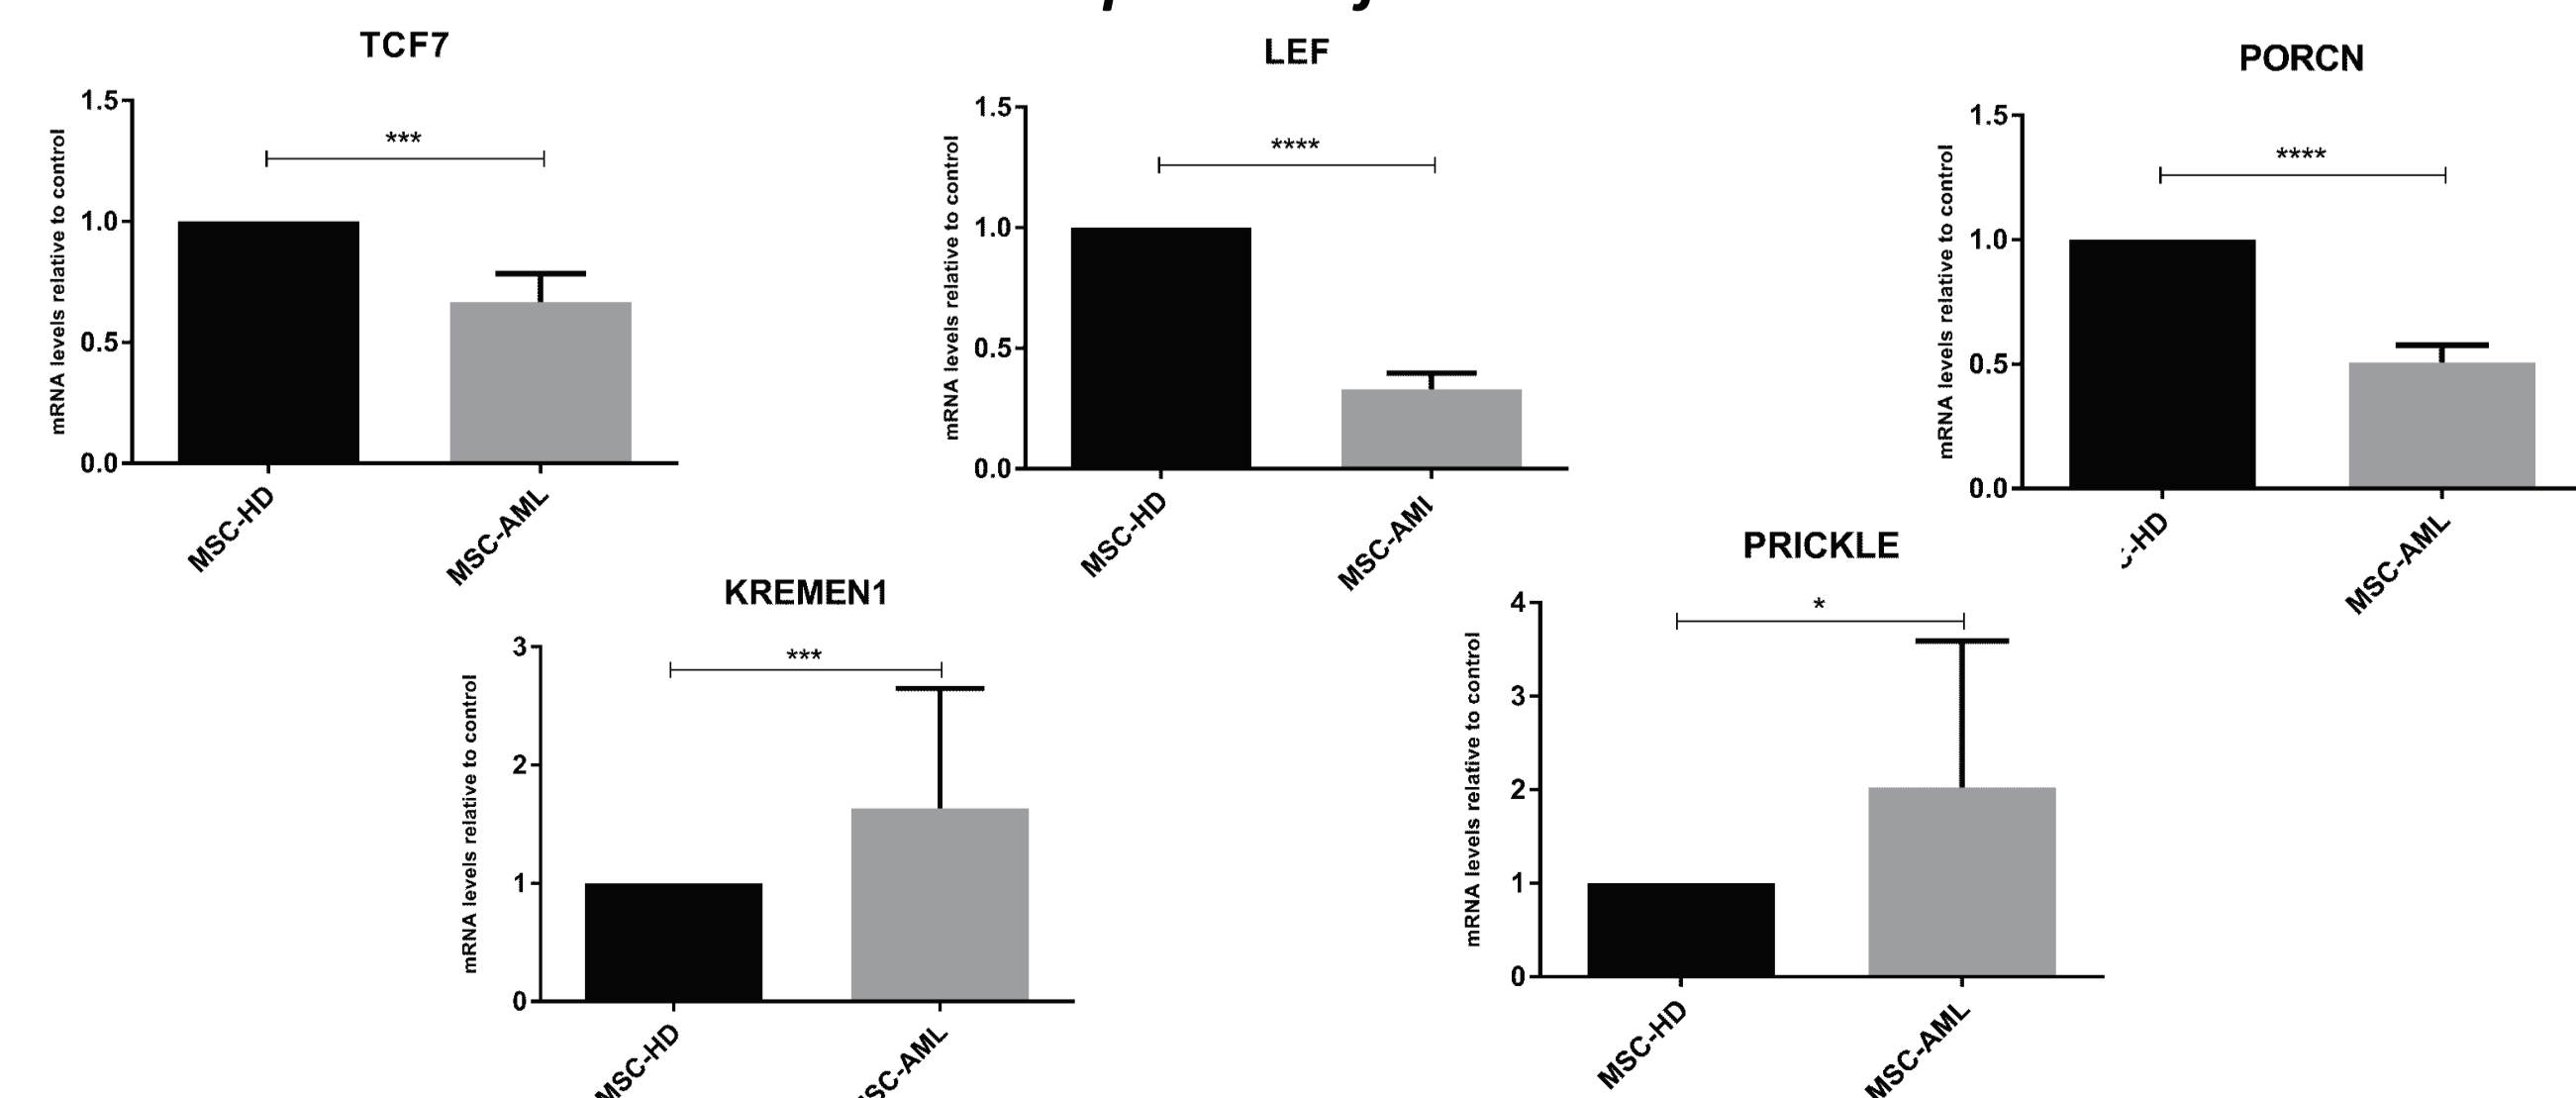 TCF7
mRNA levels relative to control
1.5
1.0
0.5
0.0
***
MSC-HD
MSC-AML
LEF
mRNA levels relative to control
1.5
1.0
0.5
0.0
****
MSC-HD
MSC-AM
PORCN
mRNA levels relative to control
1.5
1.0
0.5
0.0
****
-HD
MSC-AML
KREMEN1
mRNA levels relative to control
3
2
1
0
***
MSC-HD
SC-AML
PRICKLE
mRNA levels relative to control
4
3
2
1
0
*
MSC-HD
MSC-AML